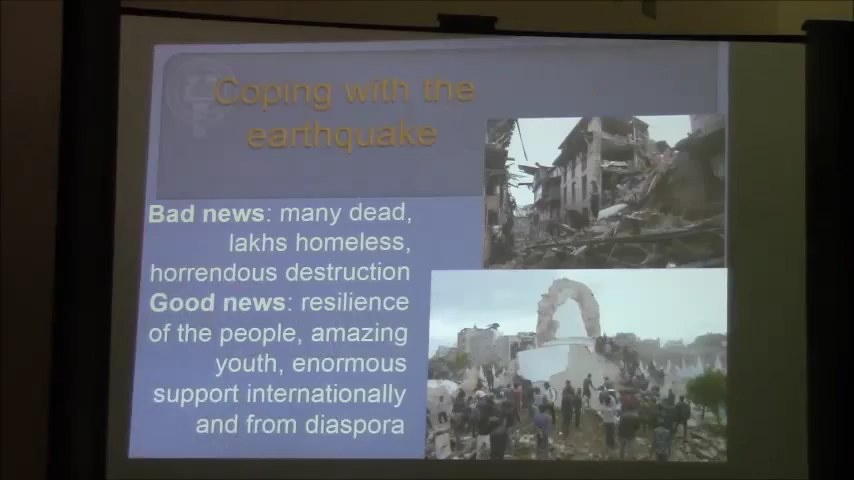 Coping with the
earthquake
Bad news: many dead,
lakhs homeless,
horrendous destruction
Good news: resilience
of the people, amazing
youth, enormous
support internationally
and from diaspora